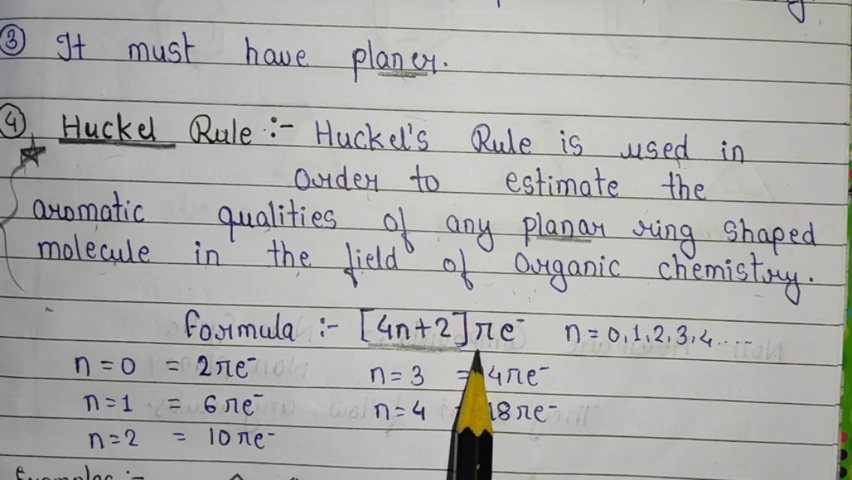 ③ It must have planer.
④ Huckel Rule :- Huckel's Rule is used in
order to estimate the
aromatic qualities of any planar ring shaped
molecule in the field of organic chemistry.
formula :- [4n+2] πe⁻ n = 0,1,2,3,4....
n=0 = 2πe⁻ n=3 = 4πe⁻
n=1 = 6πe⁻ n=4 18πe⁻
n=2 = 10πe⁻